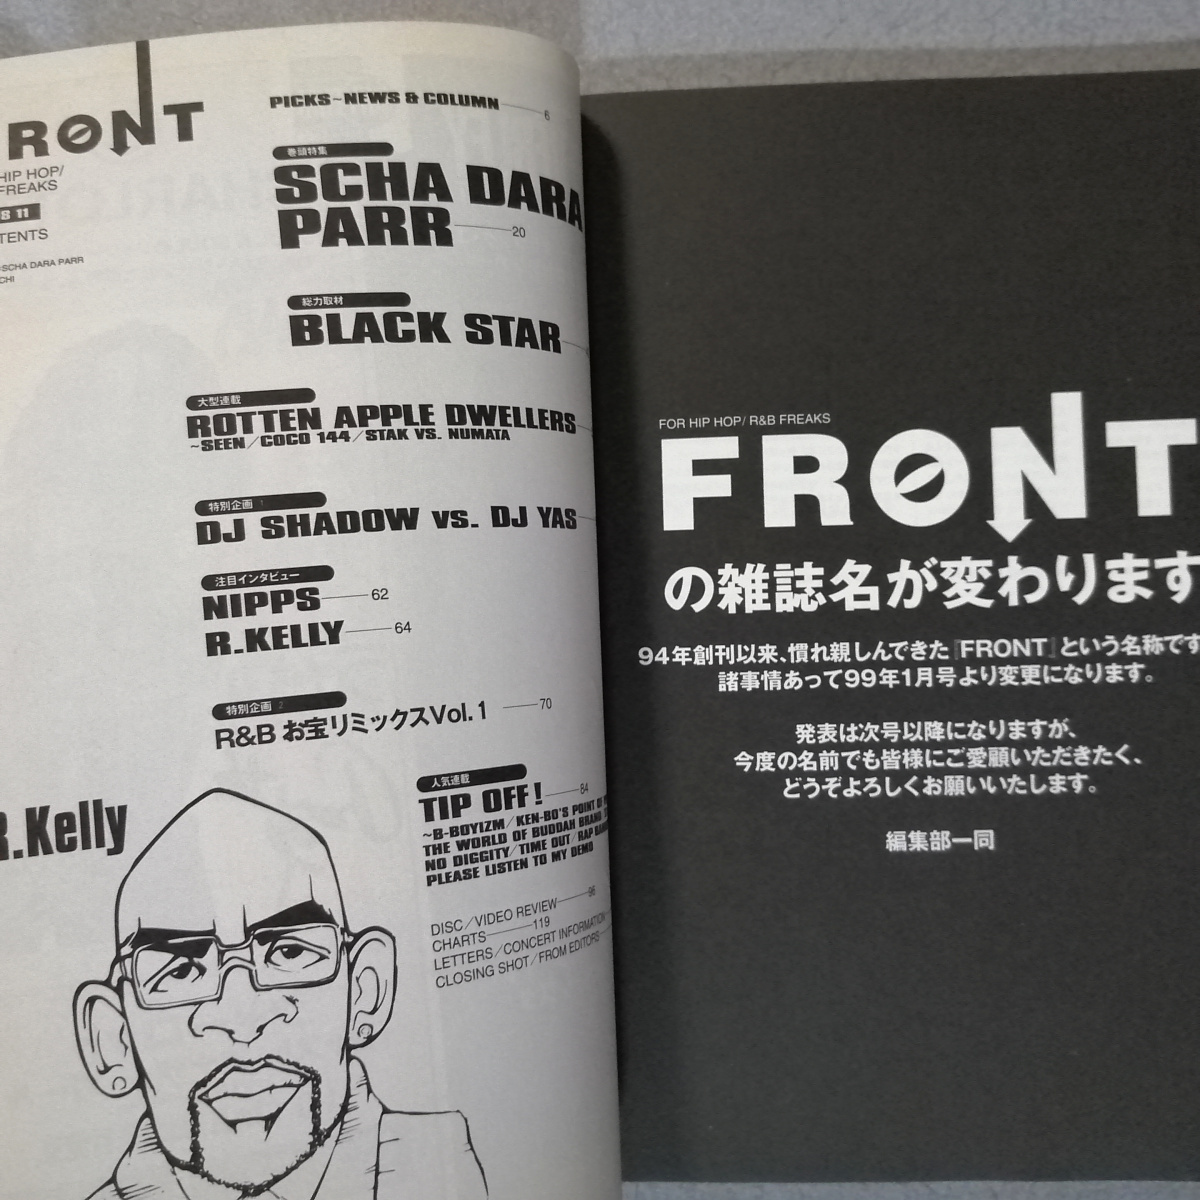 FRONT
HIP HOP/
FREAKS
8 11
TENTS
SCHA DARA PARR
CHI
PICKS~NEWS & COLUMN 6
巻頭特集
SCHA DARA
PARR 20
総力取材
BLACK STAR
大型連載
ROTTEN APPLE DWELLERS
~SEEN/COCO 144/STAK VS. NUMATA
特別企画 1
DJ SHADOW vs. DJ YAS
注目インタビュー
NIPPS 62
R.KELLY 64
特別企画 2
R&B お宝リミックスVol.1 70
R.Kelly
人気連載
TIP OFF! 84
~B-BOYIZM/KEN-BO'S POINT OF
THE WORLD OF BUDDAH BRAND
NO DIGGITY/TIME OUT/RAP
PLEASE LISTEN TO MY DEMO
DISC/VIDEO REVIEW 96
CHARTS 119
LETTERS/CONCERT INFORMATION
CLOSING SHOT/FROM EDITORS
FOR HIP HOP/R&B FREAKS
FRONT
の雑誌名が変わります
94年創刊以来、慣れ親しんできた『FRONT』という名称です
諸事情あって99年1月号より変更になります。
発表は次号以降になりますが、
今度の名前でも皆様にご愛顧いただきたく、
どうぞよろしくお願いいたします。
編集部一同